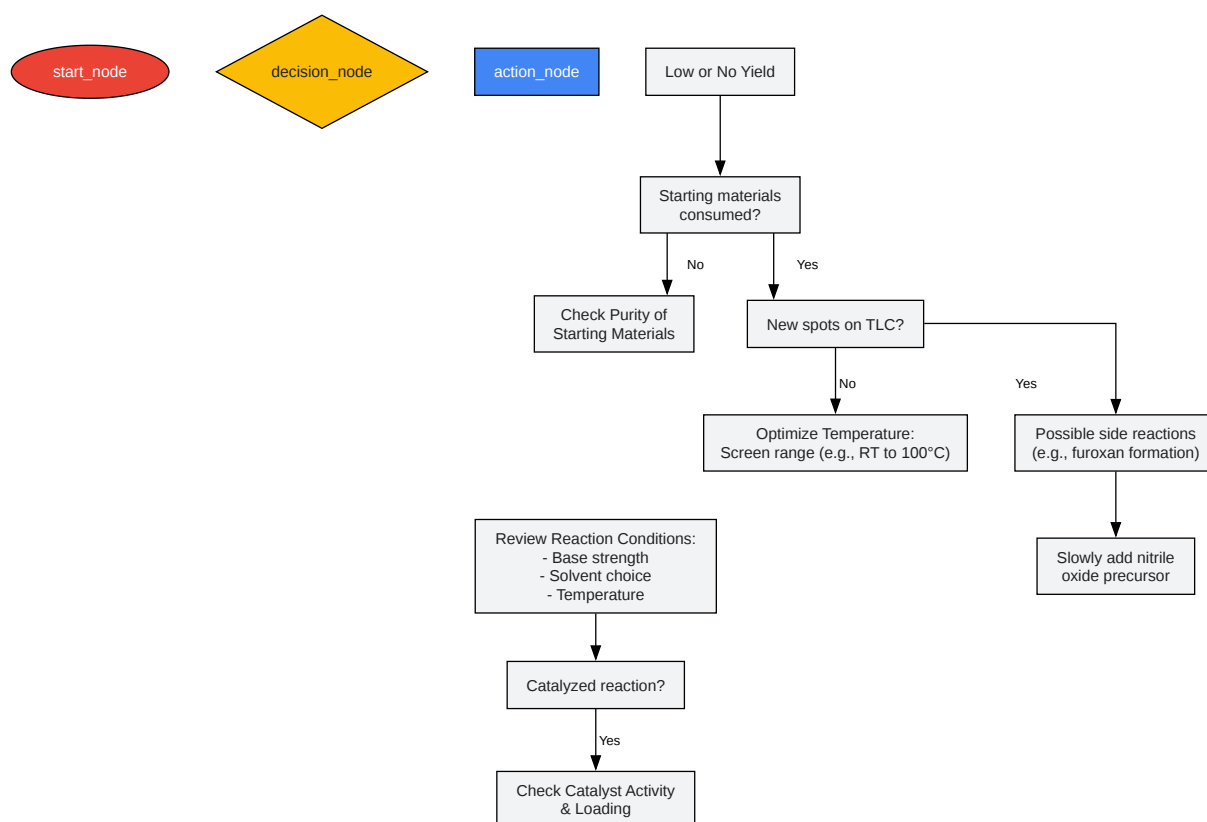 start_node
decision_node
action_node
Low or No Yield
Starting materials
consumed?
No
Yes
Check Purity of
Starting Materials
New spots on TLC?
No
Yes
Optimize Temperature:
Screen range (e.g., RT to 100°C)
Possible side reactions
(e.g., furoxan formation)
Slowly add nitrile
oxide precursor
Review Reaction Conditions:
- Base strength
- Solvent choice
- Temperature
Catalyzed reaction?
Yes
Check Catalyst Activity
& Loading